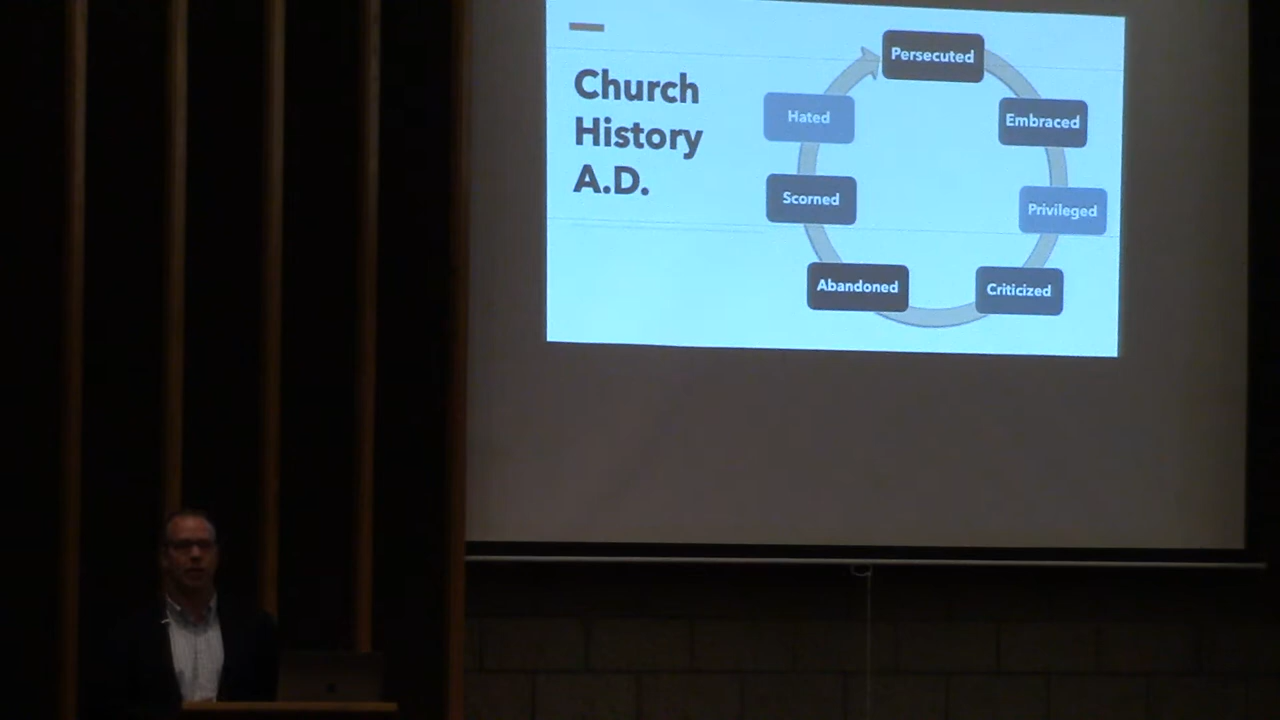 Church
History
A.D.
Persecuted
Embraced
Privileged
Criticized
Abandoned
Scorned
Hated